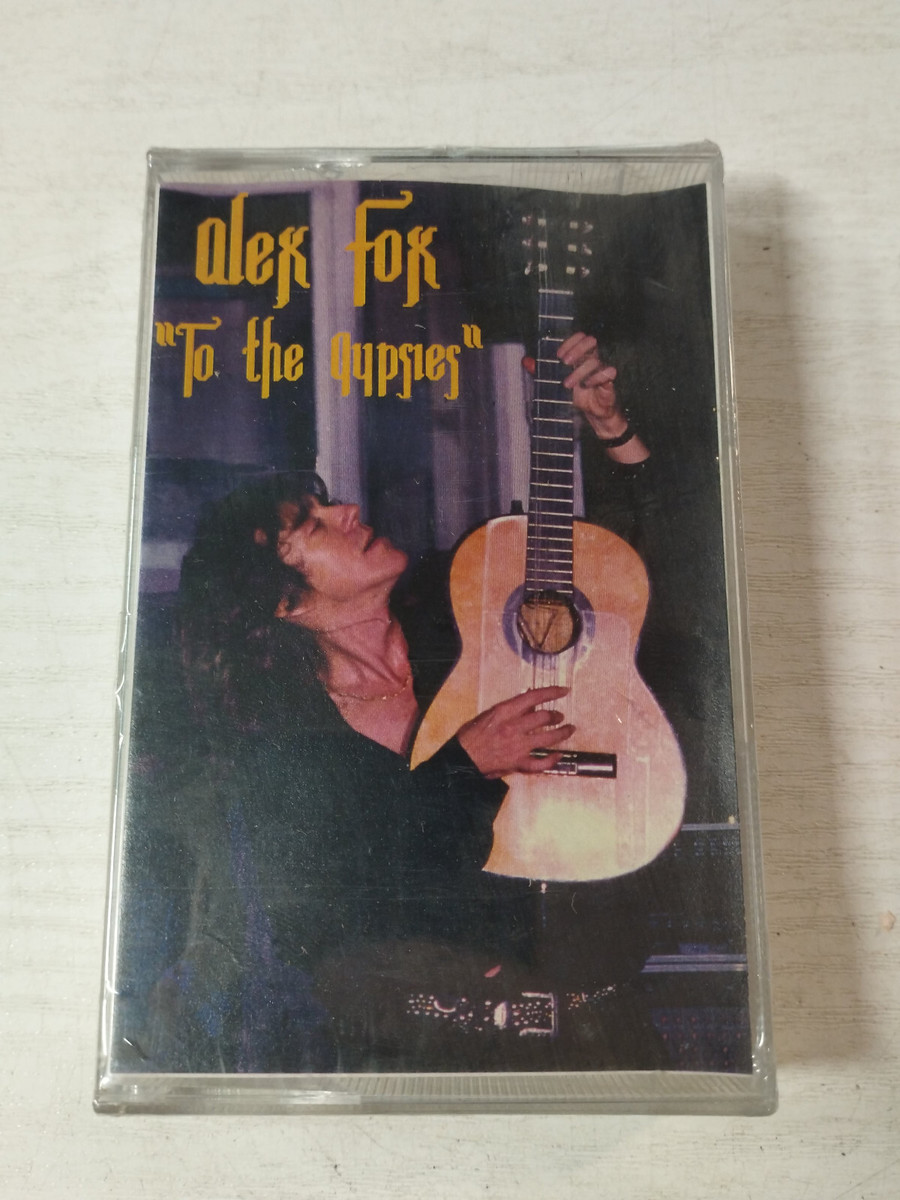 Alex Fox
"To the Gypsies"